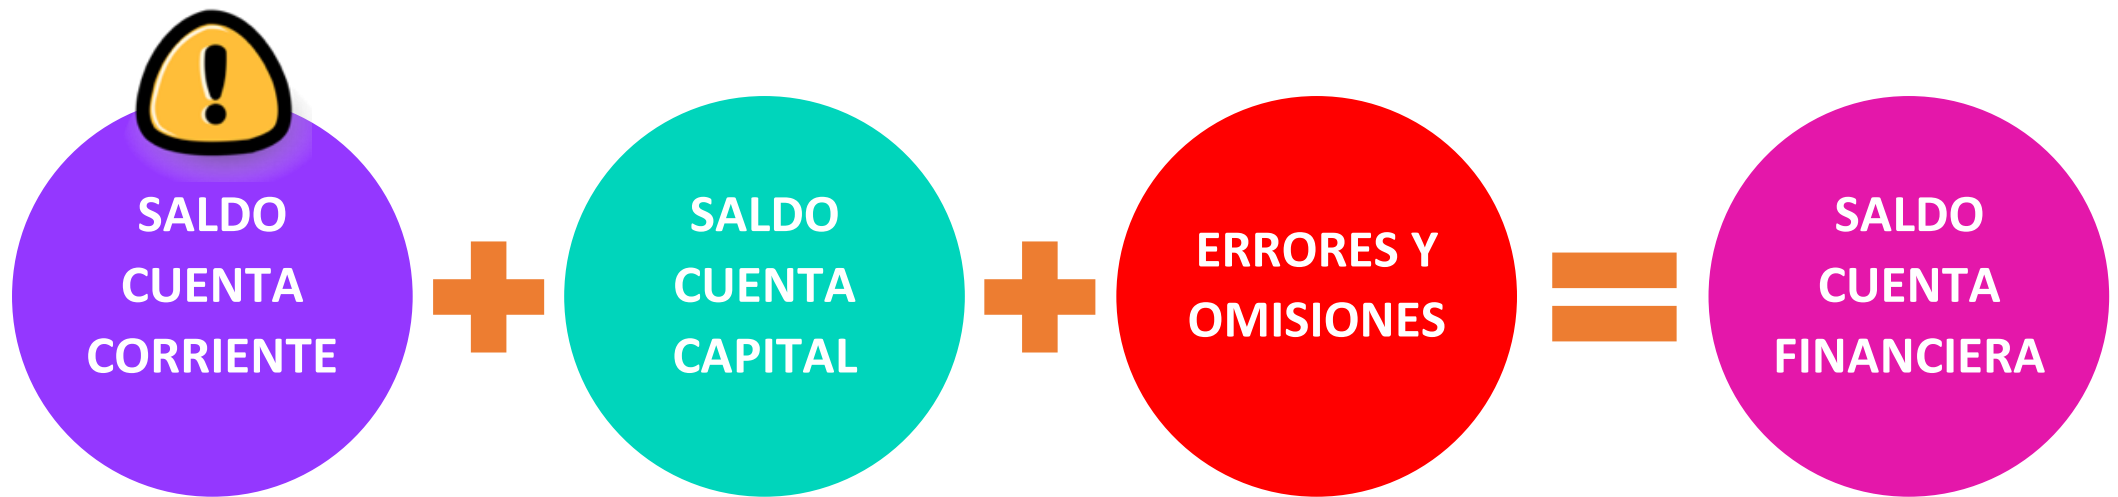 SALDO
CUENTA
CORRIENTE
SALDO
CUENTA
CAPITAL
ERRORES Y
OMISIONES
SALDO
CUENTA
FINANCIERA